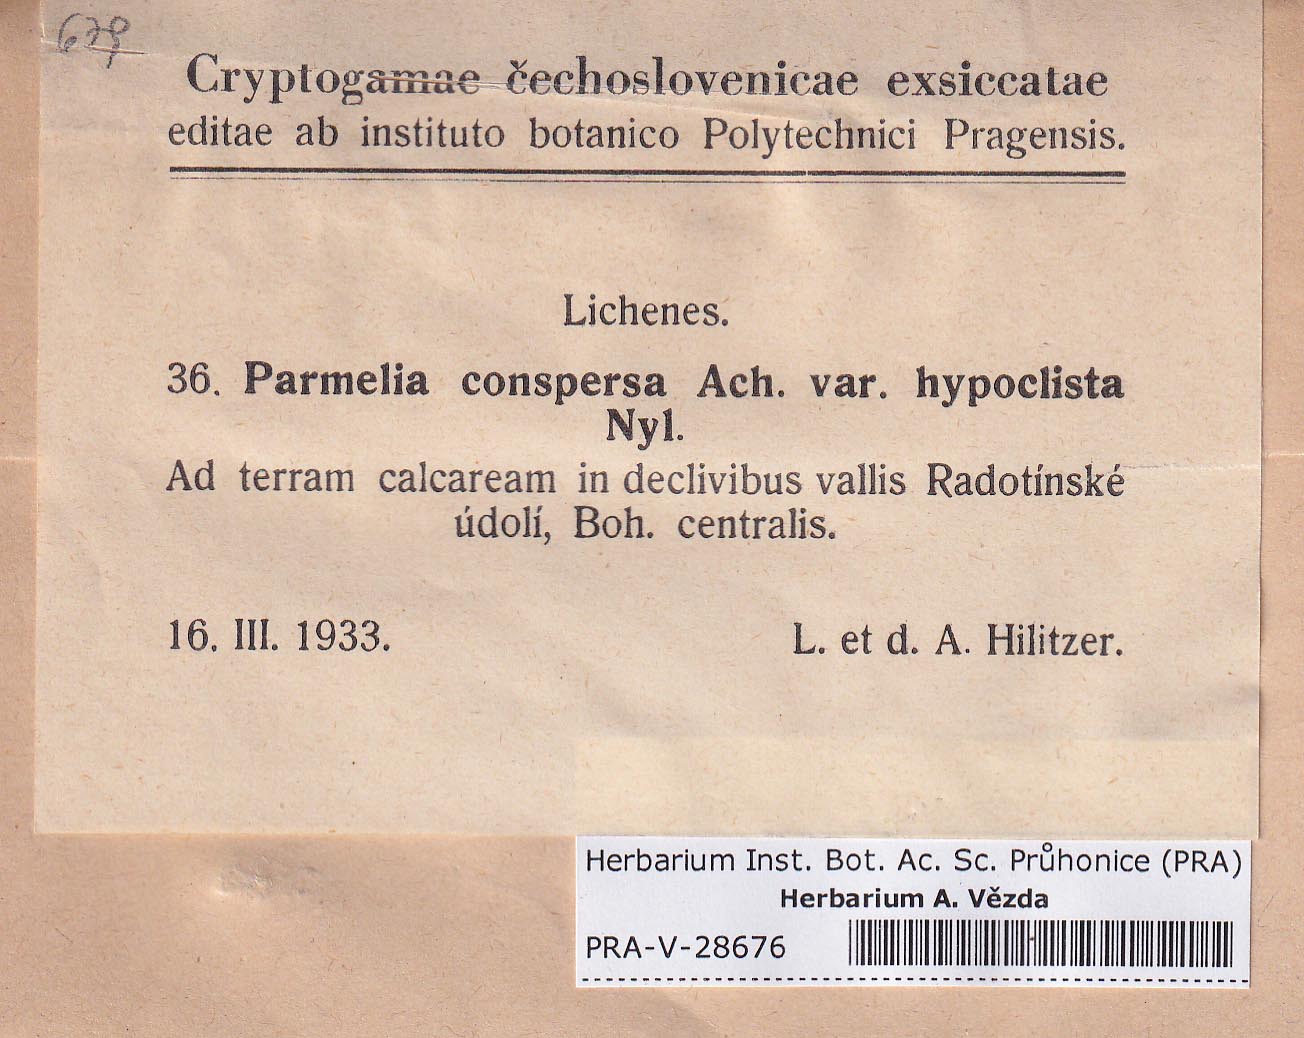 679
Cryptogamae čechoslovenicae exsiccatae
editae ab instituto botanico Polytechnici Pragensis.
Lichenes.
36. Parmelia conspersa Ach. var. hypoclista
Nyl.
Ad terram calcaream in declivibus vallis Radotínské
údolí, Boh. centralis.
16. III. 1933. L. et d. A. Hilitzer.
Herbarium Inst. Bot. Ac. Sc. Průhonice (PRA)
Herbarium A. Vězda
PRA-V-28676